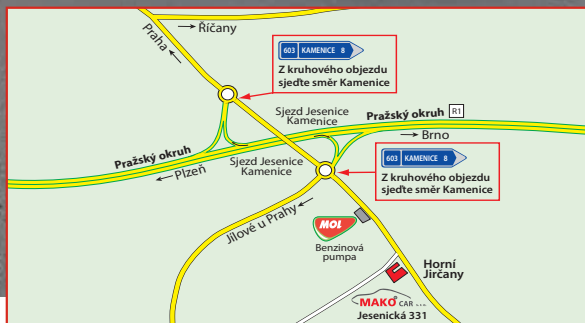 Říčany
Praha
603 KAMENICE 8
Z kruhového objezdu
sjeďte směr Kamenice
Sjezd Jesenice
Kamenice
Pražský okruh R1
Brno
Pražský okruh
Plzeň
Sjezd Jesenice
Kamenice
603 KAMENICE 8
Z kruhového objezdu
sjeďte směr Kamenice
Jílové u Prahy
MOL
Benzinová
pumpa
Horní
Jirčany
MAKO CAR s.r.o.
Jesenická 331